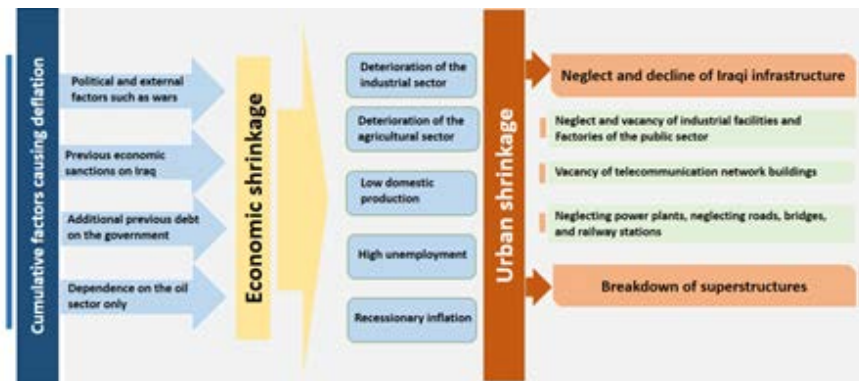 Cumulative factors causing deflation
Political and external
factors such as wars
Previous economic
sanctions on Iraq
Additional previous debt
on the government
Dependence on the oil
sector only
Economic shrinkage
Deterioration of the
industrial sector
Deterioration of the
agricultural sector
Low domestic
production
High unemployment
Recessionary inflation
Urban shrinkage
Neglect and decline of Iraqi infrastructure
Neglect and vacancy of industrial facilities and
Factories of the public sector
Vacancy of telecommunication network buildings
Neglecting power plants, neglecting roads, bridges,
and railway stations
Breakdown of superstructures